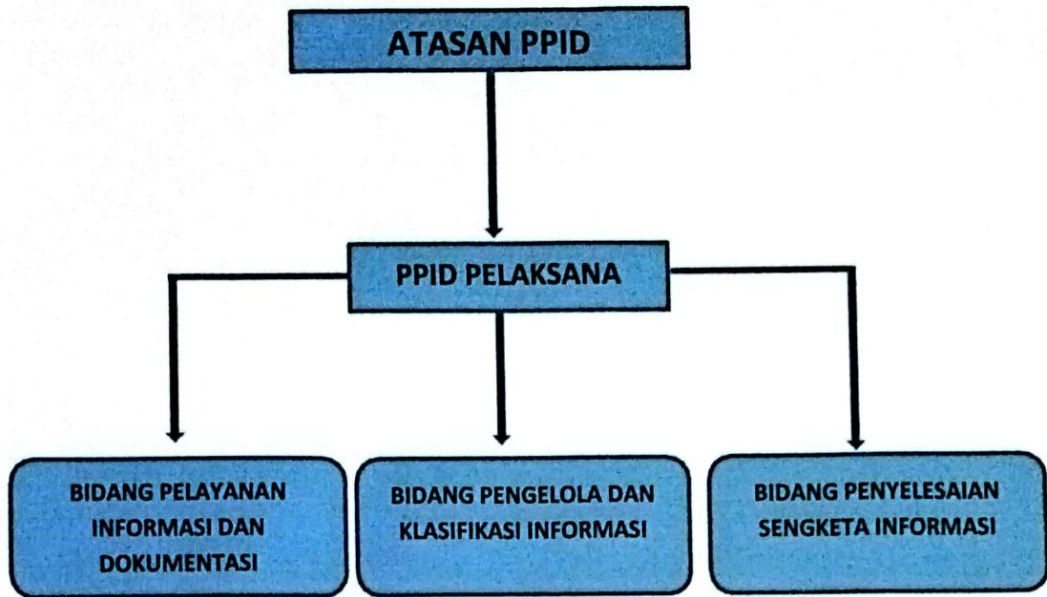 ATASAN PPID
PPID PELAKSANA
BIDANG PELAYANAN
INFORMASI DAN
DOKUMENTASI
BIDANG PENGELOLA DAN
KLASIFIKASI INFORMASI
BIDANG PENYELESAIAN
SENGKETA INFORMASI